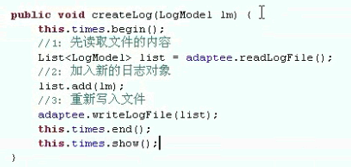 public void createLog(LogModel lm) {
this.times.begin();
//1: 先读取文件的内容
List<LogModel> list = adaptee.readLogFile();
//2: 加入新的日志对象
list.add(lm);
//3: 重新写入文件
adaptee.writeLogFile(list);
this.times.end();
this.times.show();
}